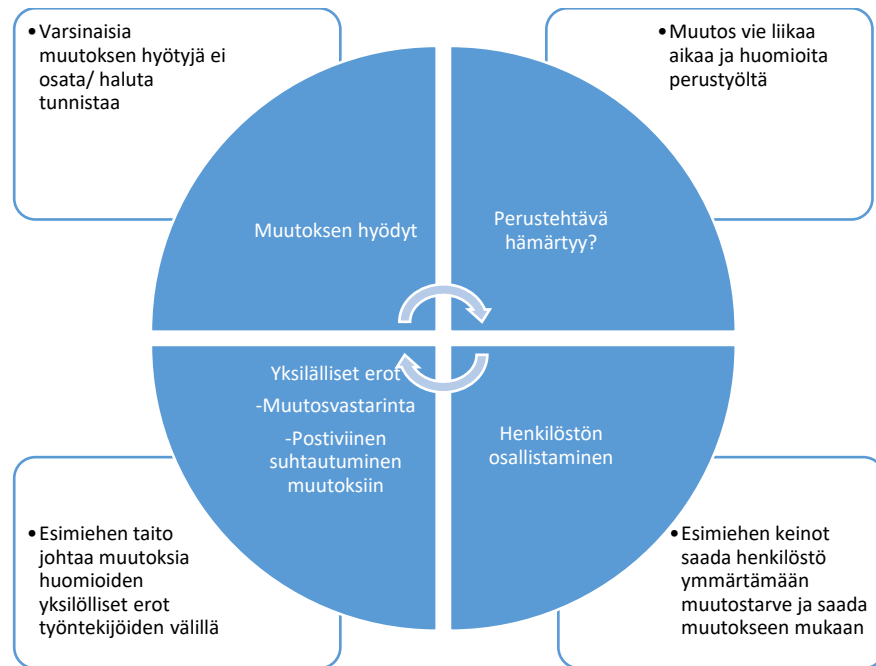 •Varsinaisia
muutoksen hyötyjä ei
osata/ haluta
tunnistaa
•Muutos vie liikaa
aikaa ja huomioita
perustyöltä
Muutoksen hyödyt
Perustehtävä
hämärtyy?
Yksilälliset erot
-Muutosvastarinta
-Postiviinen
suhtautuminen
muutoksiin
Henkilöstön
osallistaminen
•Esimiehen taito
johtaa muutoksia
huomioiden
yksilölliset erot
työntekijöiden välillä
•Esimiehen keinot
saada henkilöstö
ymmärtämään
muutostarve ja saada
muutokseen mukaan